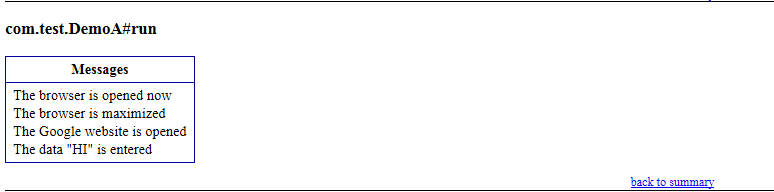 com.test.DemoA#run
Messages
The browser is opened now
The browser is maximized
The Google website is opened
The data "HI" is entered
back to summary